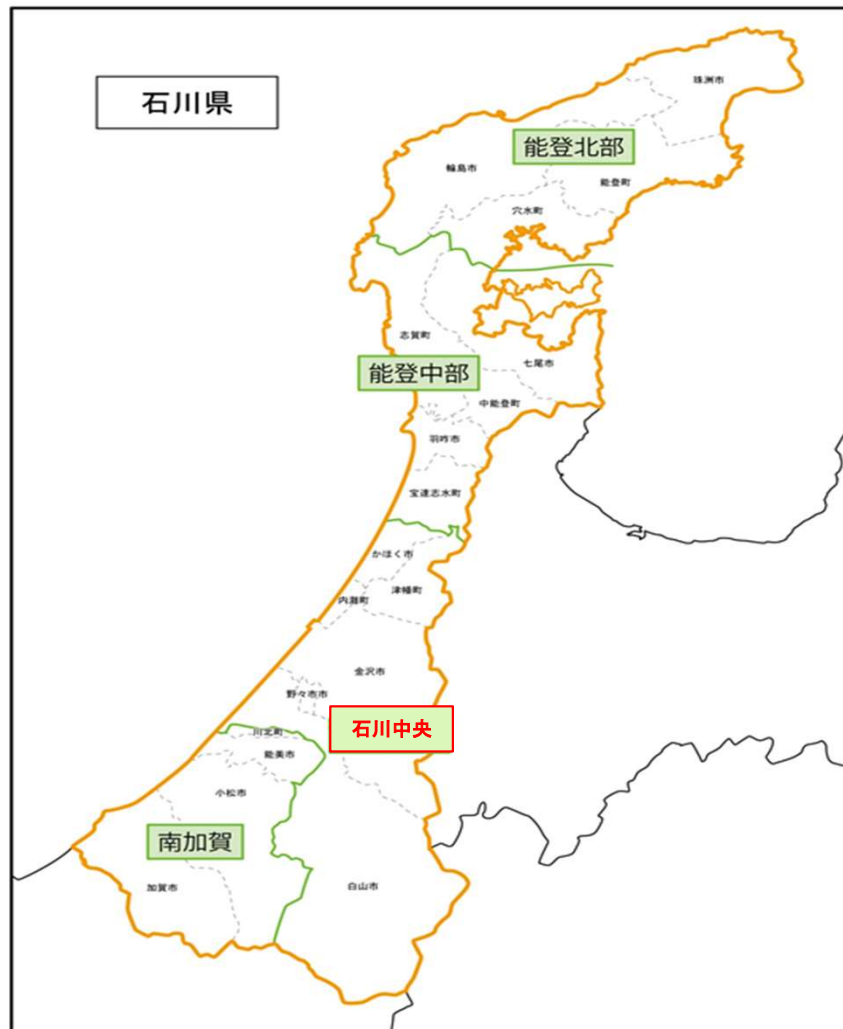 石川県
珠洲市
能登北部
輪島市
能登町
穴水町
志賀町
七尾市
能登中部
中能登町
羽咋市
宝達志水町
かほく市
津幡町
内灘町
金沢市
野々市市
石川中央
川北町
能美市
小松市
南加賀
加賀市
白山市